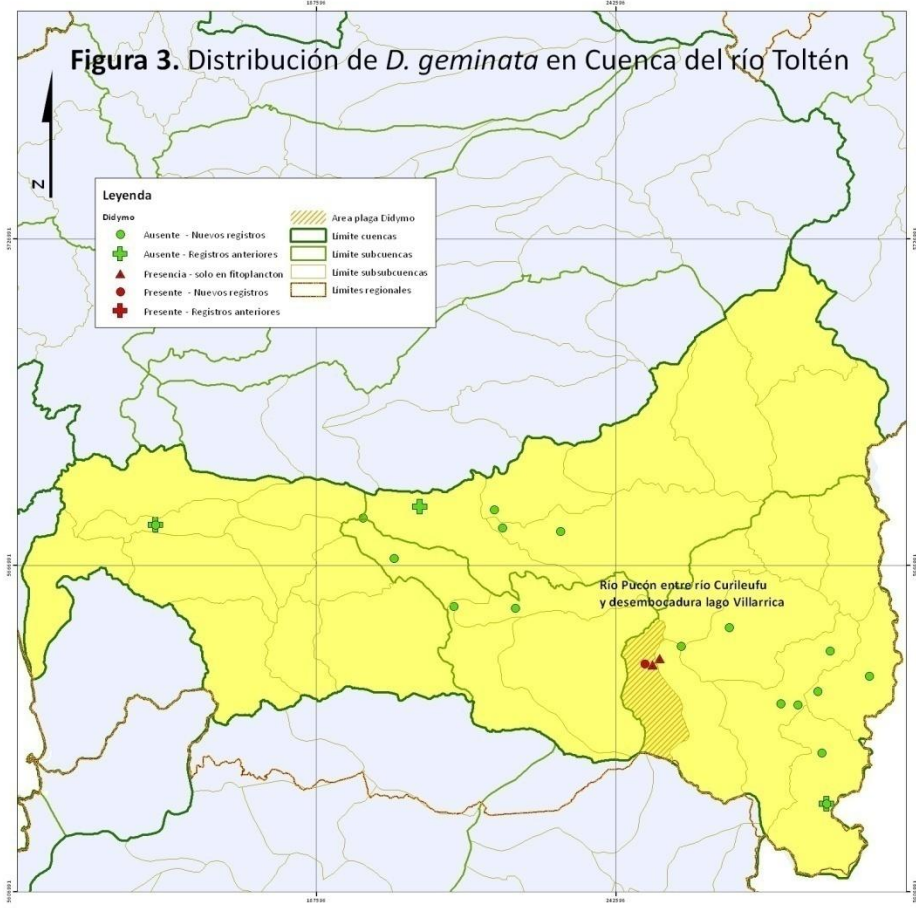 Figura 3. Distribución de D. geminata en Cuenca del río Toltén
N
Leyenda
Didymo
Ausente - Nuevos registros
Ausente - Registros anteriores
Presencia - solo en fitoplancton
Presente - Nuevos registros
Presente - Registros anteriores
Area plaga Didymo
Límite cuencas
Límite subcuencas
Límite subsubcuencas
Límites regionales
Río Pucón entre río Curileufu
y desembocadura lago Villarrica